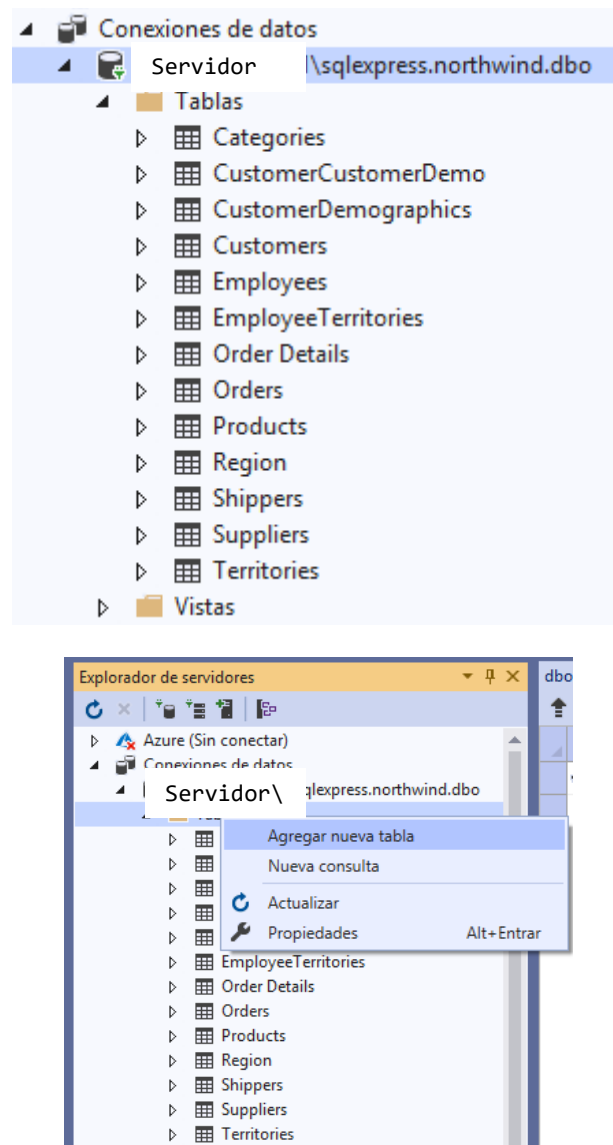 Conexiones de datos
Servidor \sqlexpress.northwind.dbo
Tablas
Categories
CustomerCustomerDemo
CustomerDemographics
Customers
Employees
EmployeeTerritories
Order Details
Orders
Products
Region
Shippers
Suppliers
Territories
Vistas
Explorador de servidores
dbo
Azure (Sin conectar)
Conexiones de datos
Servidor\ sqlexpress.northwind.dbo
Agregar nueva tabla
Nueva consulta
Actualizar
Propiedades Alt+Entrar
EmployeeTerritories
Order Details
Orders
Products
Region
Shippers
Suppliers
Territories